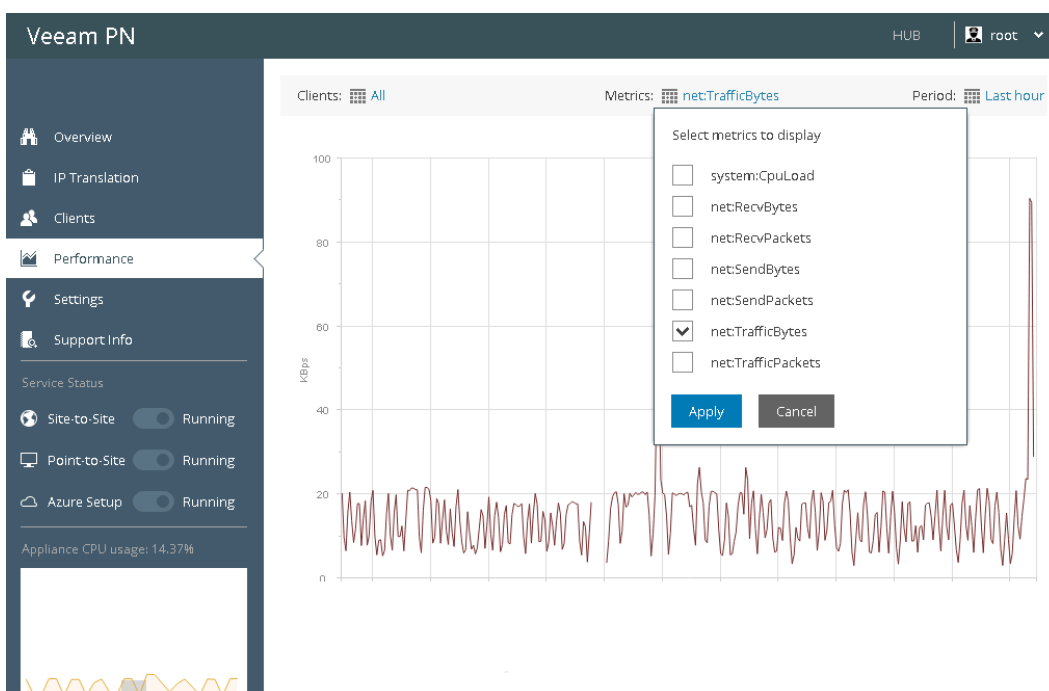 Veeam PN
HUB
root
Clients: All
Metrics: net:TrafficBytes
Period: Last hour
Overview
IP Translation
Clients
Performance
Settings
Support Info
Service Status
Site-to-Site Running
Point-to-Site Running
Azure Setup Running
Appliance CPU usage: 14.37%
Select metrics to display
system:CpuLoad
net:RecvBytes
net:RecvPackets
net:SendBytes
net:SendPackets
net:TrafficBytes
net:TrafficPackets
Apply Cancel
100
80
60
40
20
0
KBps